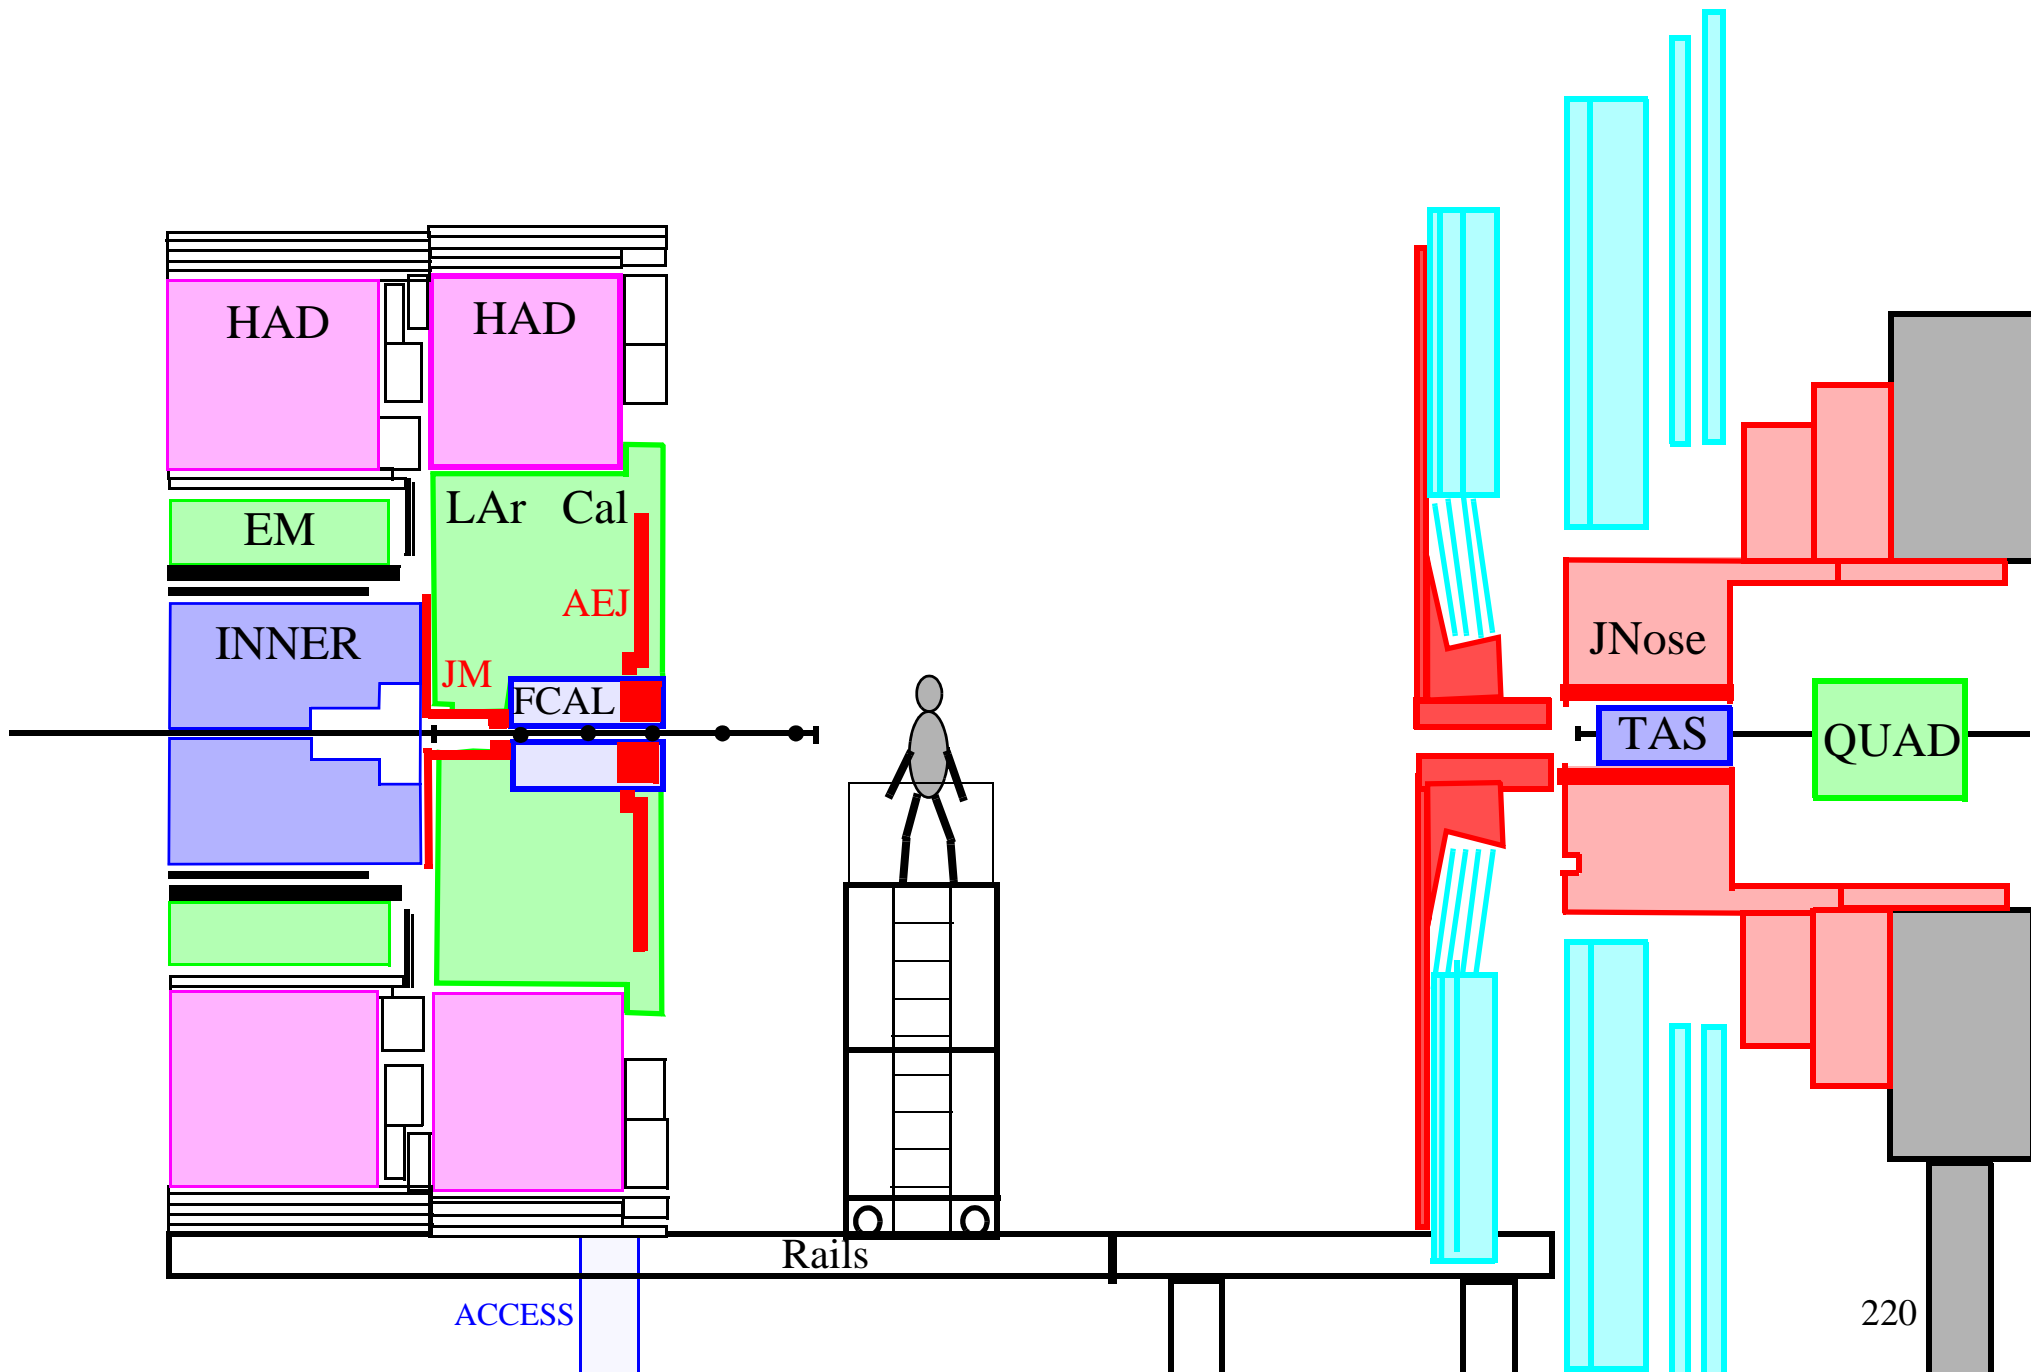 HAD HAD
LAr Cal
EM
AEJ
INNER
JM
FCAL
JNose
TAS
QUAD
Rails
ACCESS
220